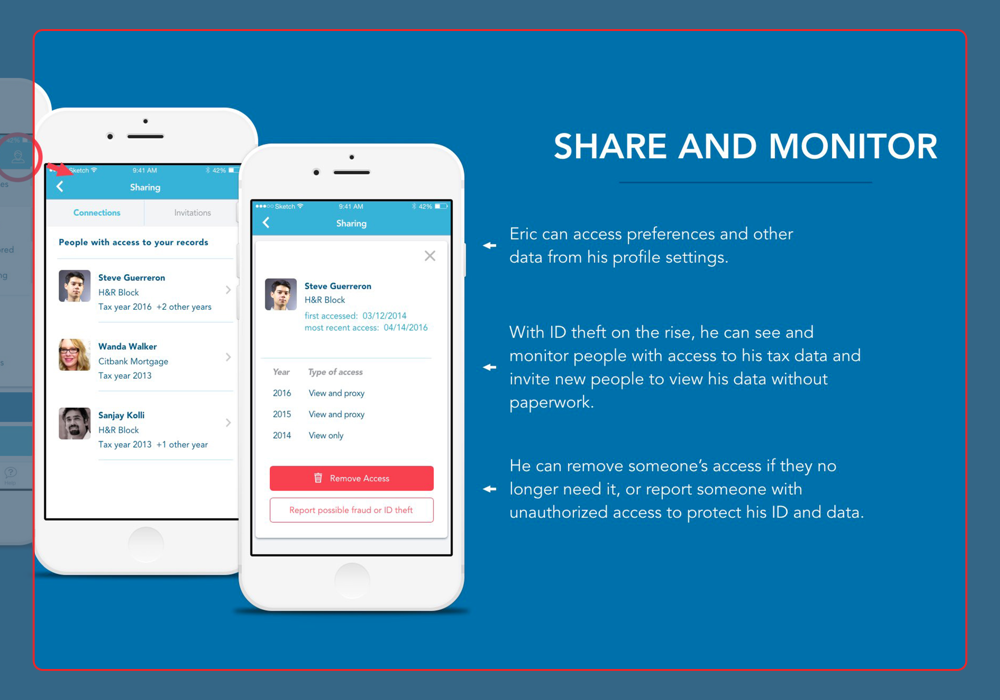 SHARE AND MONITOR
Eric can access preferences and other
data from his profile settings.
With ID theft on the rise, he can see and
monitor people with access to his tax data and
invite new people to view his data without
paperwork.
He can remove someone's access if they no
longer need it, or report someone with
unauthorized access to protect his ID and data.
Sketch 9:41 AM 42%
Sharing
Connections Invitations
People with access to your records
Steve Guerreron
H&R Block
Tax year 2016 +2 other years
Wanda Walker
Citbank Mortgage
Tax year 2013
Sanjay Kolli
H&R Block
Tax year 2013 +1 other year
Sketch 9:41 AM 42%
Sharing
Steve Guerreron
H&R Block
first accessed: 03/12/2014
most recent access: 04/14/2016
Year Type of access
2016 View and proxy
2015 View and proxy
2014 View only
Remove Access
Report possible fraud or ID theft